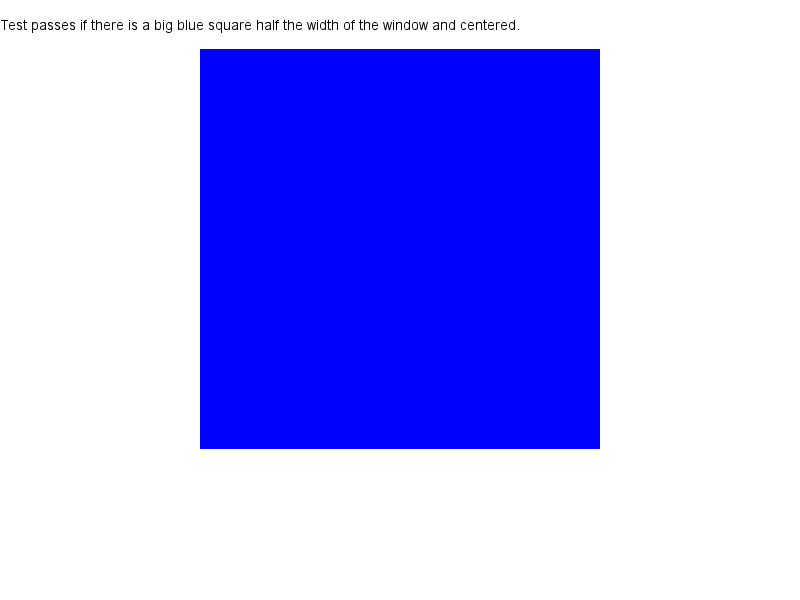 Test passes if there is a big blue square half the width of the window and centered.